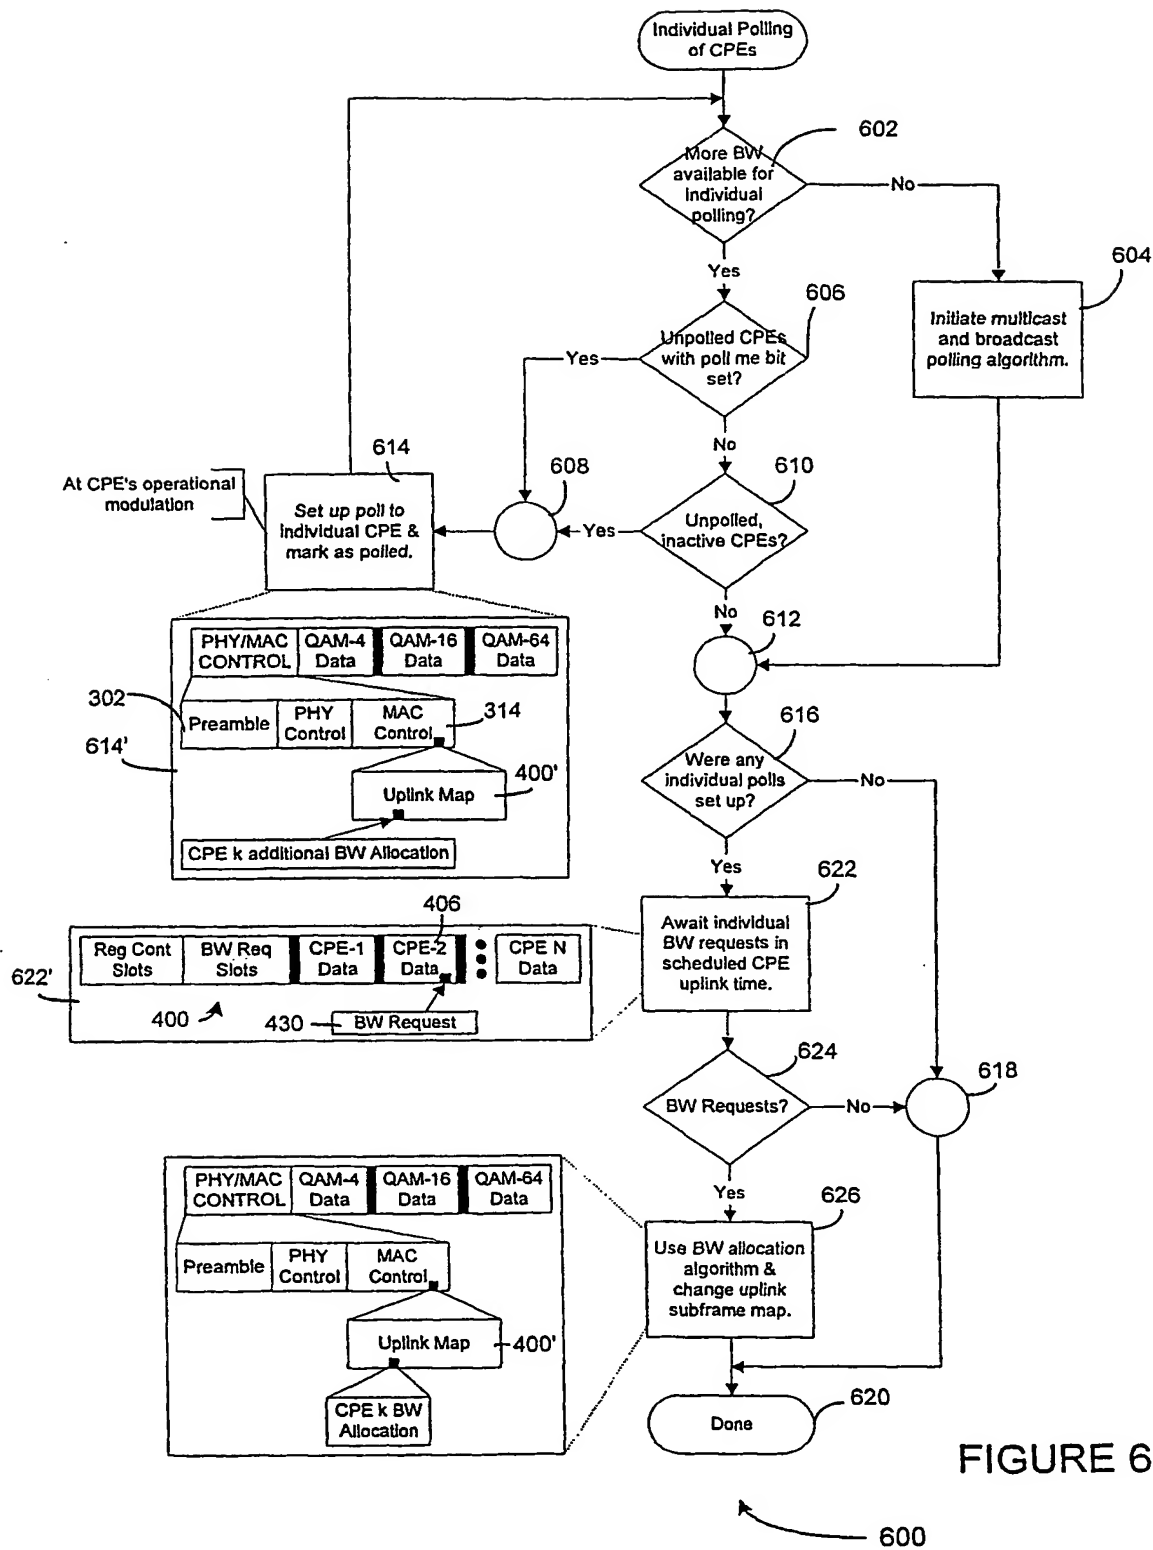 Individual Polling
of CPEs
602
More BW
available for
individual
polling?
No
Yes
604
Initiate multicast
and broadcast
polling algorithm.
606
Unpolled CPEs
with poll me bit
set?
Yes
No
614
608
610
At CPE's operational
modulation
Set up poll to
individual CPE &
mark as polled.
Unpolled,
inactive CPEs?
Yes
No
612
PHY/MAC
CONTROL
QAM-4
Data
QAM-16
Data
QAM-64
Data
302
Preamble
PHY
Control
MAC
Control
314
614'
Uplink Map
400'
CPE k additional BW Allocation
616
Were any
individual polls
set up?
No
Yes
622
Await individual
BW requests in
scheduled CPE
uplink time.
406
Reg Cont
Slots
BW Req
Slots
CPE-1
Data
CPE-2
Data
CPE N
Data
622'
400
430
BW Request
624
BW Requests?
No
618
Yes
626
Use BW allocation
algorithm &
change uplink
subframe map.
PHY/MAC
CONTROL
QAM-4
Data
QAM-16
Data
QAM-64
Data
Preamble
PHY
Control
MAC
Control
Uplink Map
400'
CPE k BW
Allocation
Done
620
FIGURE 6
600